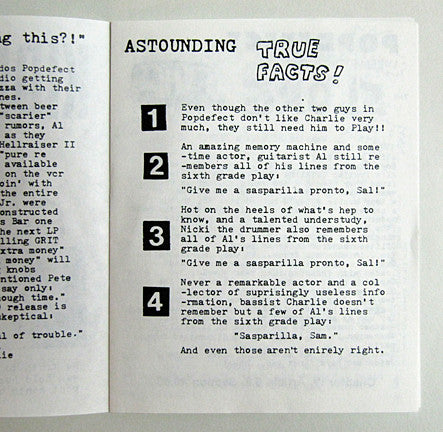 g this?!"
dos Popdefect
dio getting
zza with their
nes.
tween beer
"scarier"
rumors, Al
as they
Hellraiser II
"pure re
available
on the vcr
oin' with
the entire
Jr. were
onstructed
s Bar one
he next LP
lling GRIT
xtra money"
money" will
g knobs
ntioned Pete
say only:
ough time."
release is
keptical:
l of trouble."
lie
ASTOUNDING TRUE
FACTS!
1 Even though the other two guys in
Popdefect don't like Charlie very
much, they still need him to Play!!
2 An amazing memory machine and some
-time actor, guitarist Al still re
members all of his lines from the
sixth grade play:
"Give me a sasparilla pronto, Sal!"
3 Hot on the heels of what's hep to
know, and a talented understudy,
Nicki the drummer also remembers
all of Al's lines from the sixth
grade play:
"Give me a sasparilla pronto, Sal!"
4 Never a remarkable actor and a col
-lector of suprisingly useless info
-rmation, bassist Charlie doesn't
remember but a few of Al's lines
from the sixth grade play:
"Sasparilla, Sam."
And even those aren't enirely right.